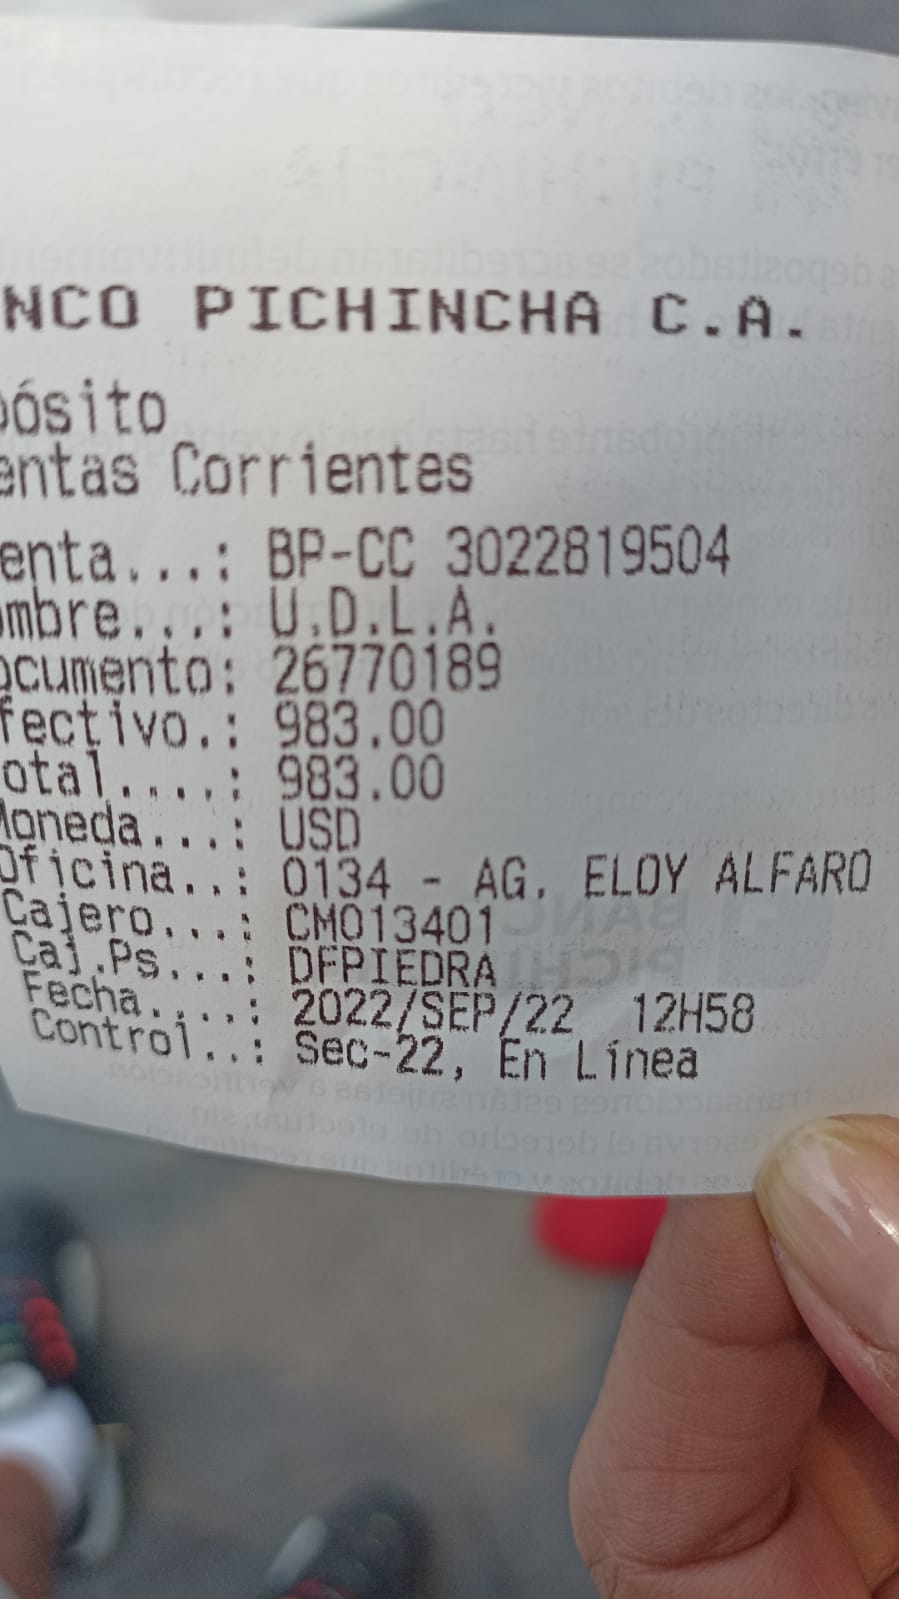 NCO PICHINCHA C.A.
pósito
entas Corrientes
enta...: BP-CC 3022819504
ombre...: U.D.L.A.
ocumento: 26770189
fectivo.: 983.00
otal....: 983.00
Moneda...: USD
Oficina..: 0134 - AG. ELOY ALFARO
Cajero...: CM013401
Caj.Ps...: DFPIEDRA
Fecha....: 2022/SEP/22 12H58
Control..: Sec-22, En Línea